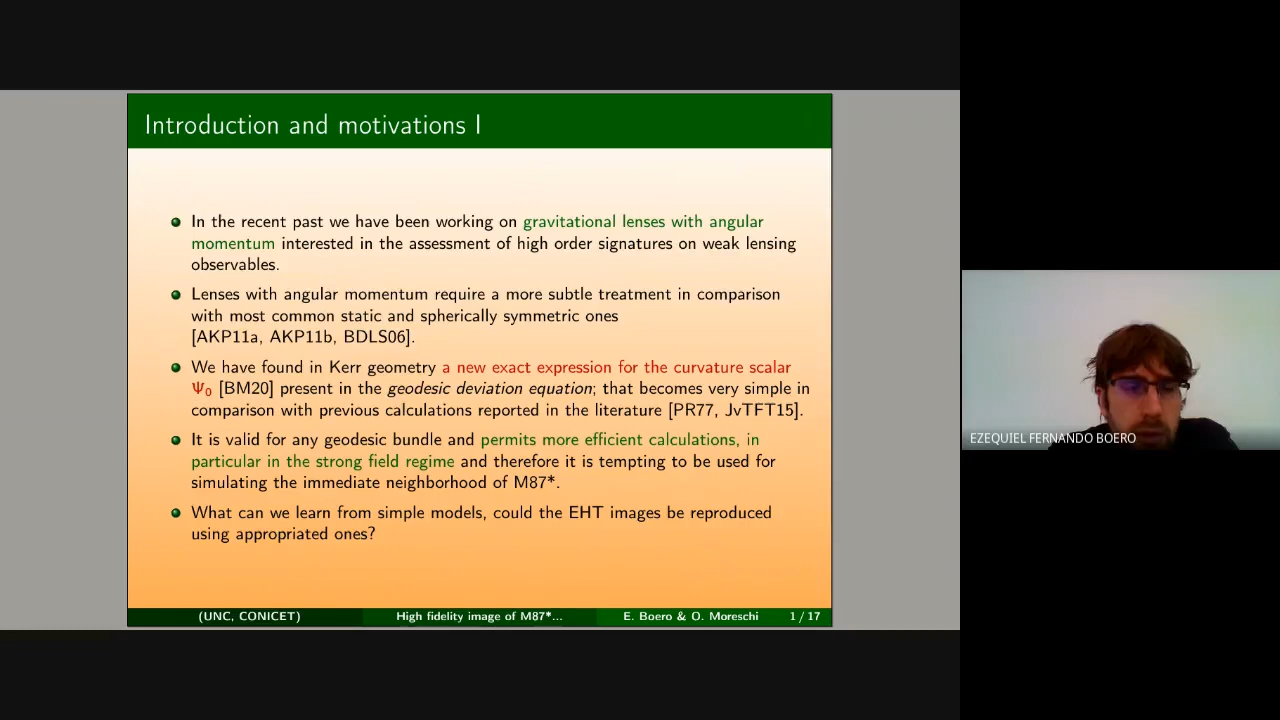 Introduction and motivations I
In the recent past we have been working on gravitational lenses with angular
momentum interested in the assessment of high order signatures on weak lensing
observables.
Lenses with angular momentum require a more subtle treatment in comparison
with most common static and spherically symmetric ones
[AKP11a, AKP11b, BDLS06].
We have found in Kerr geometry a new exact expression for the curvature scalar
Ψ₀ [BM20] present in the geodesic deviation equation; that becomes very simple in
comparison with previous calculations reported in the literature [PR77, JvTFT15].
It is valid for any geodesic bundle and permits more efficient calculations, in
particular in the strong field regime and therefore it is tempting to be used for
simulating the immediate neighborhood of M87*.
What can we learn from simple models, could the EHT images be reproduced
using appropriated ones?
(UNC, CONICET) High fidelity image of M87*... E. Boero & O. Moreschi 1 / 17
EZEQUIEL FERNANDO BOERO